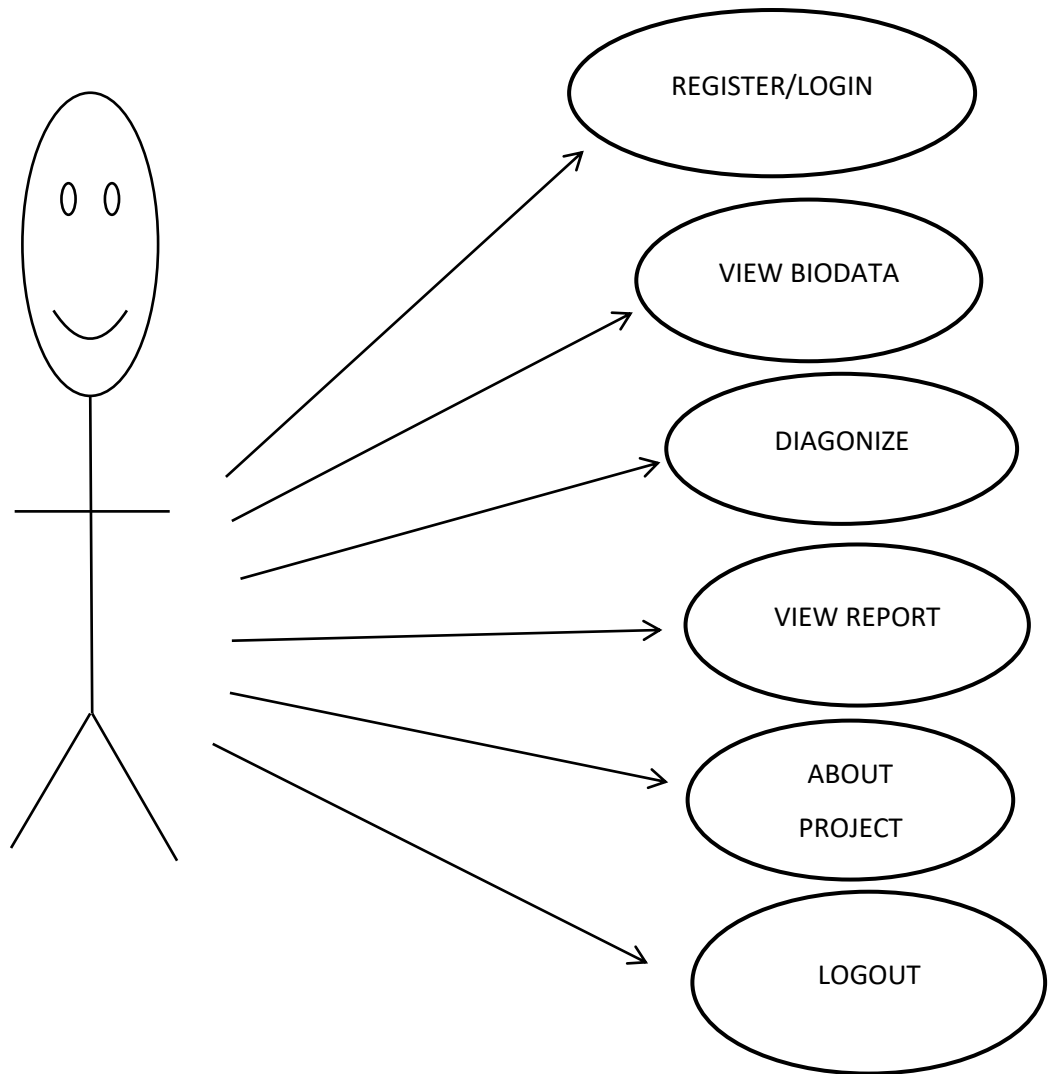 REGISTER/LOGIN
VIEW BIODATA
DIAGONIZE
VIEW REPORT
ABOUT
PROJECT
LOGOUT